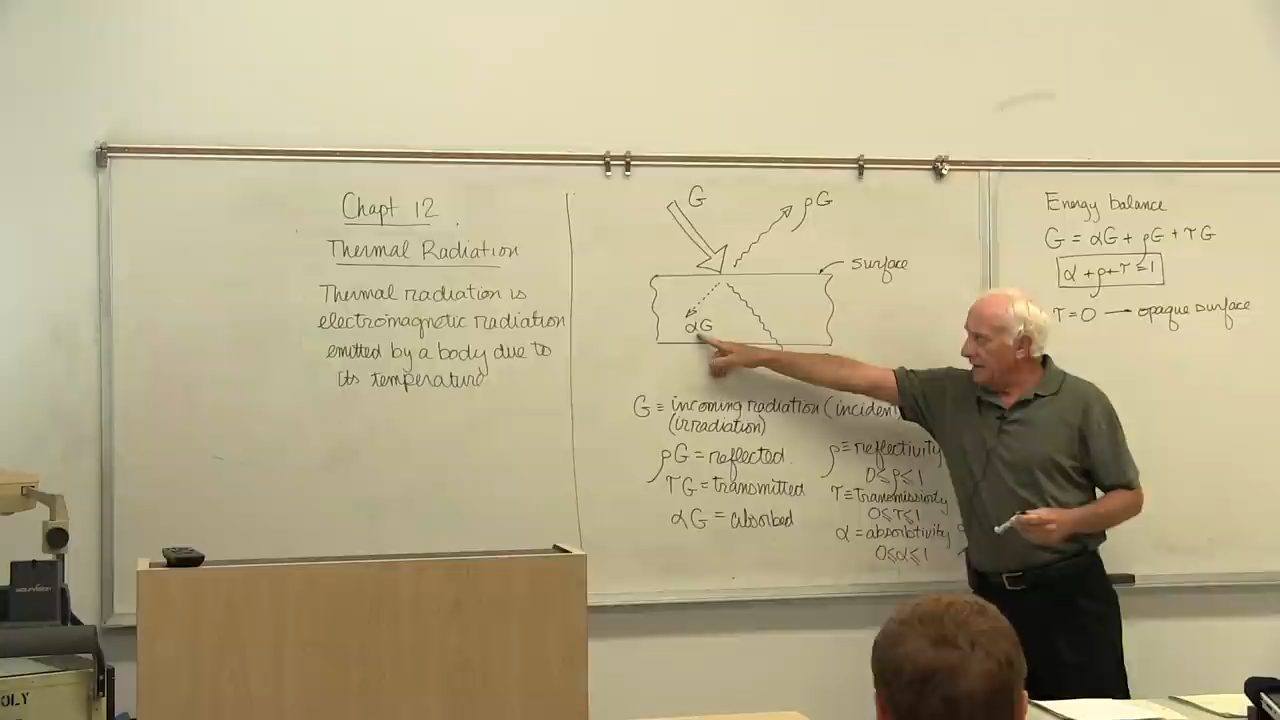 Chapt 12
Thermal Radiation
Thermal radiation is
electromagnetic radiation
emitted by a body due to
its temperature
G
ρG
surface
αG
G ≡ incoming radiation (incident
(irradiation)
ρG = reflected
τG = transmitted
αG = absorbed
ρ ≡ reflectivity
0 ≤ ρ ≤ 1
τ ≡ Transmissivity
0 ≤ τ ≤ 1
α = absorbtivity
0 ≤ α ≤ 1
Energy balance
G = αG + ρG + τG
α + ρ + τ = 1
τ = 0 → opaque surface
OLY